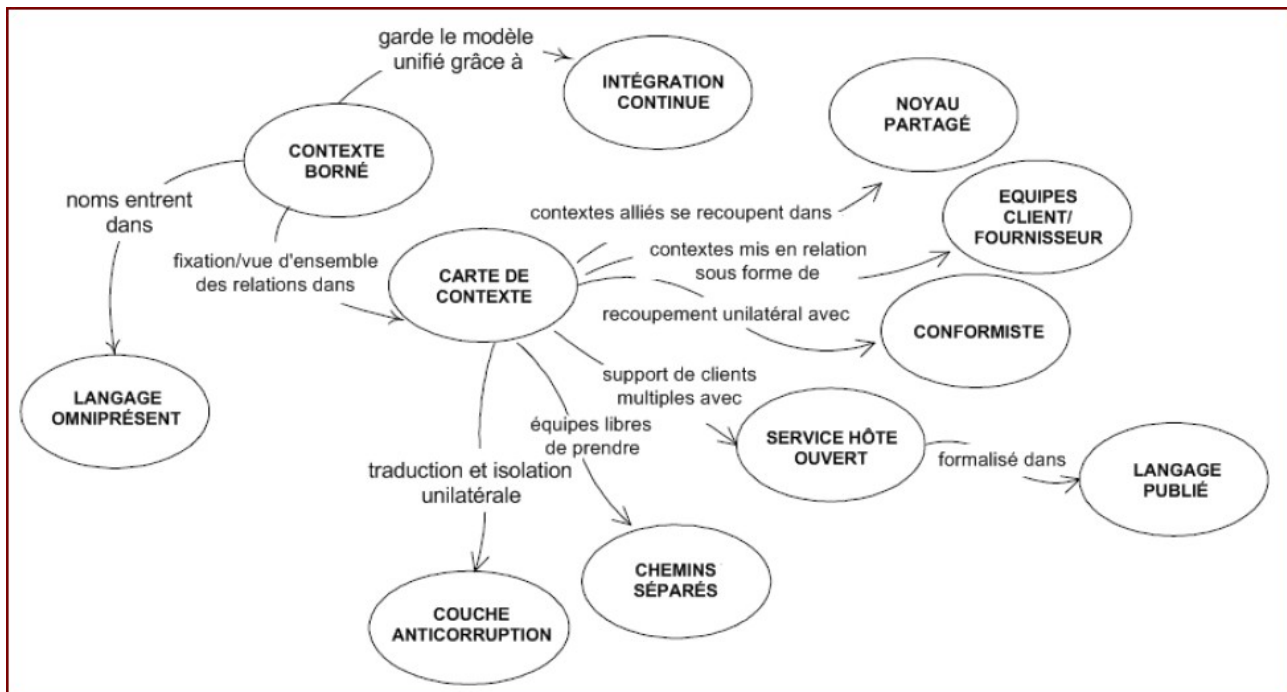 garde le modèle
unifié grâce à
INTÉGRATION
CONTINUE
NOYAU
PARTAGÉ
CONTEXTE
BORNÉ
noms entrent
dans
contextes alliés se recoupent dans
EQUIPES
CLIENT/
FOURNISSEUR
fixation/vue d'ensemble
des relations dans
CARTE DE
CONTEXTE
contextes mis en relation
sous forme de
recoupement unilatéral avec
CONFORMISTE
LANGAGE
OMNIPRÉSENT
support de clients
multiples avec
équipes libres
de prendre
SERVICE HÔTE
OUVERT
formalisé dans
LANGAGE
PUBLIÉ
traduction et isolation
unilatérale
CHEMINS
SÉPARÉS
COUCHE
ANTICORRUPTION